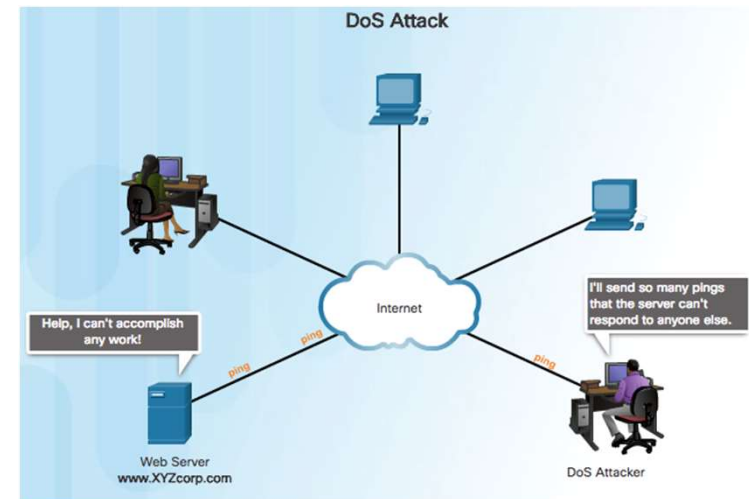 DoS Attack
Internet
I'll send so many pings
that the server can't
respond to anyone else.
Help, I can't accomplish
any work!
ping
ping
ping
Web Server
www.XYZcorp.com
DoS Attacker